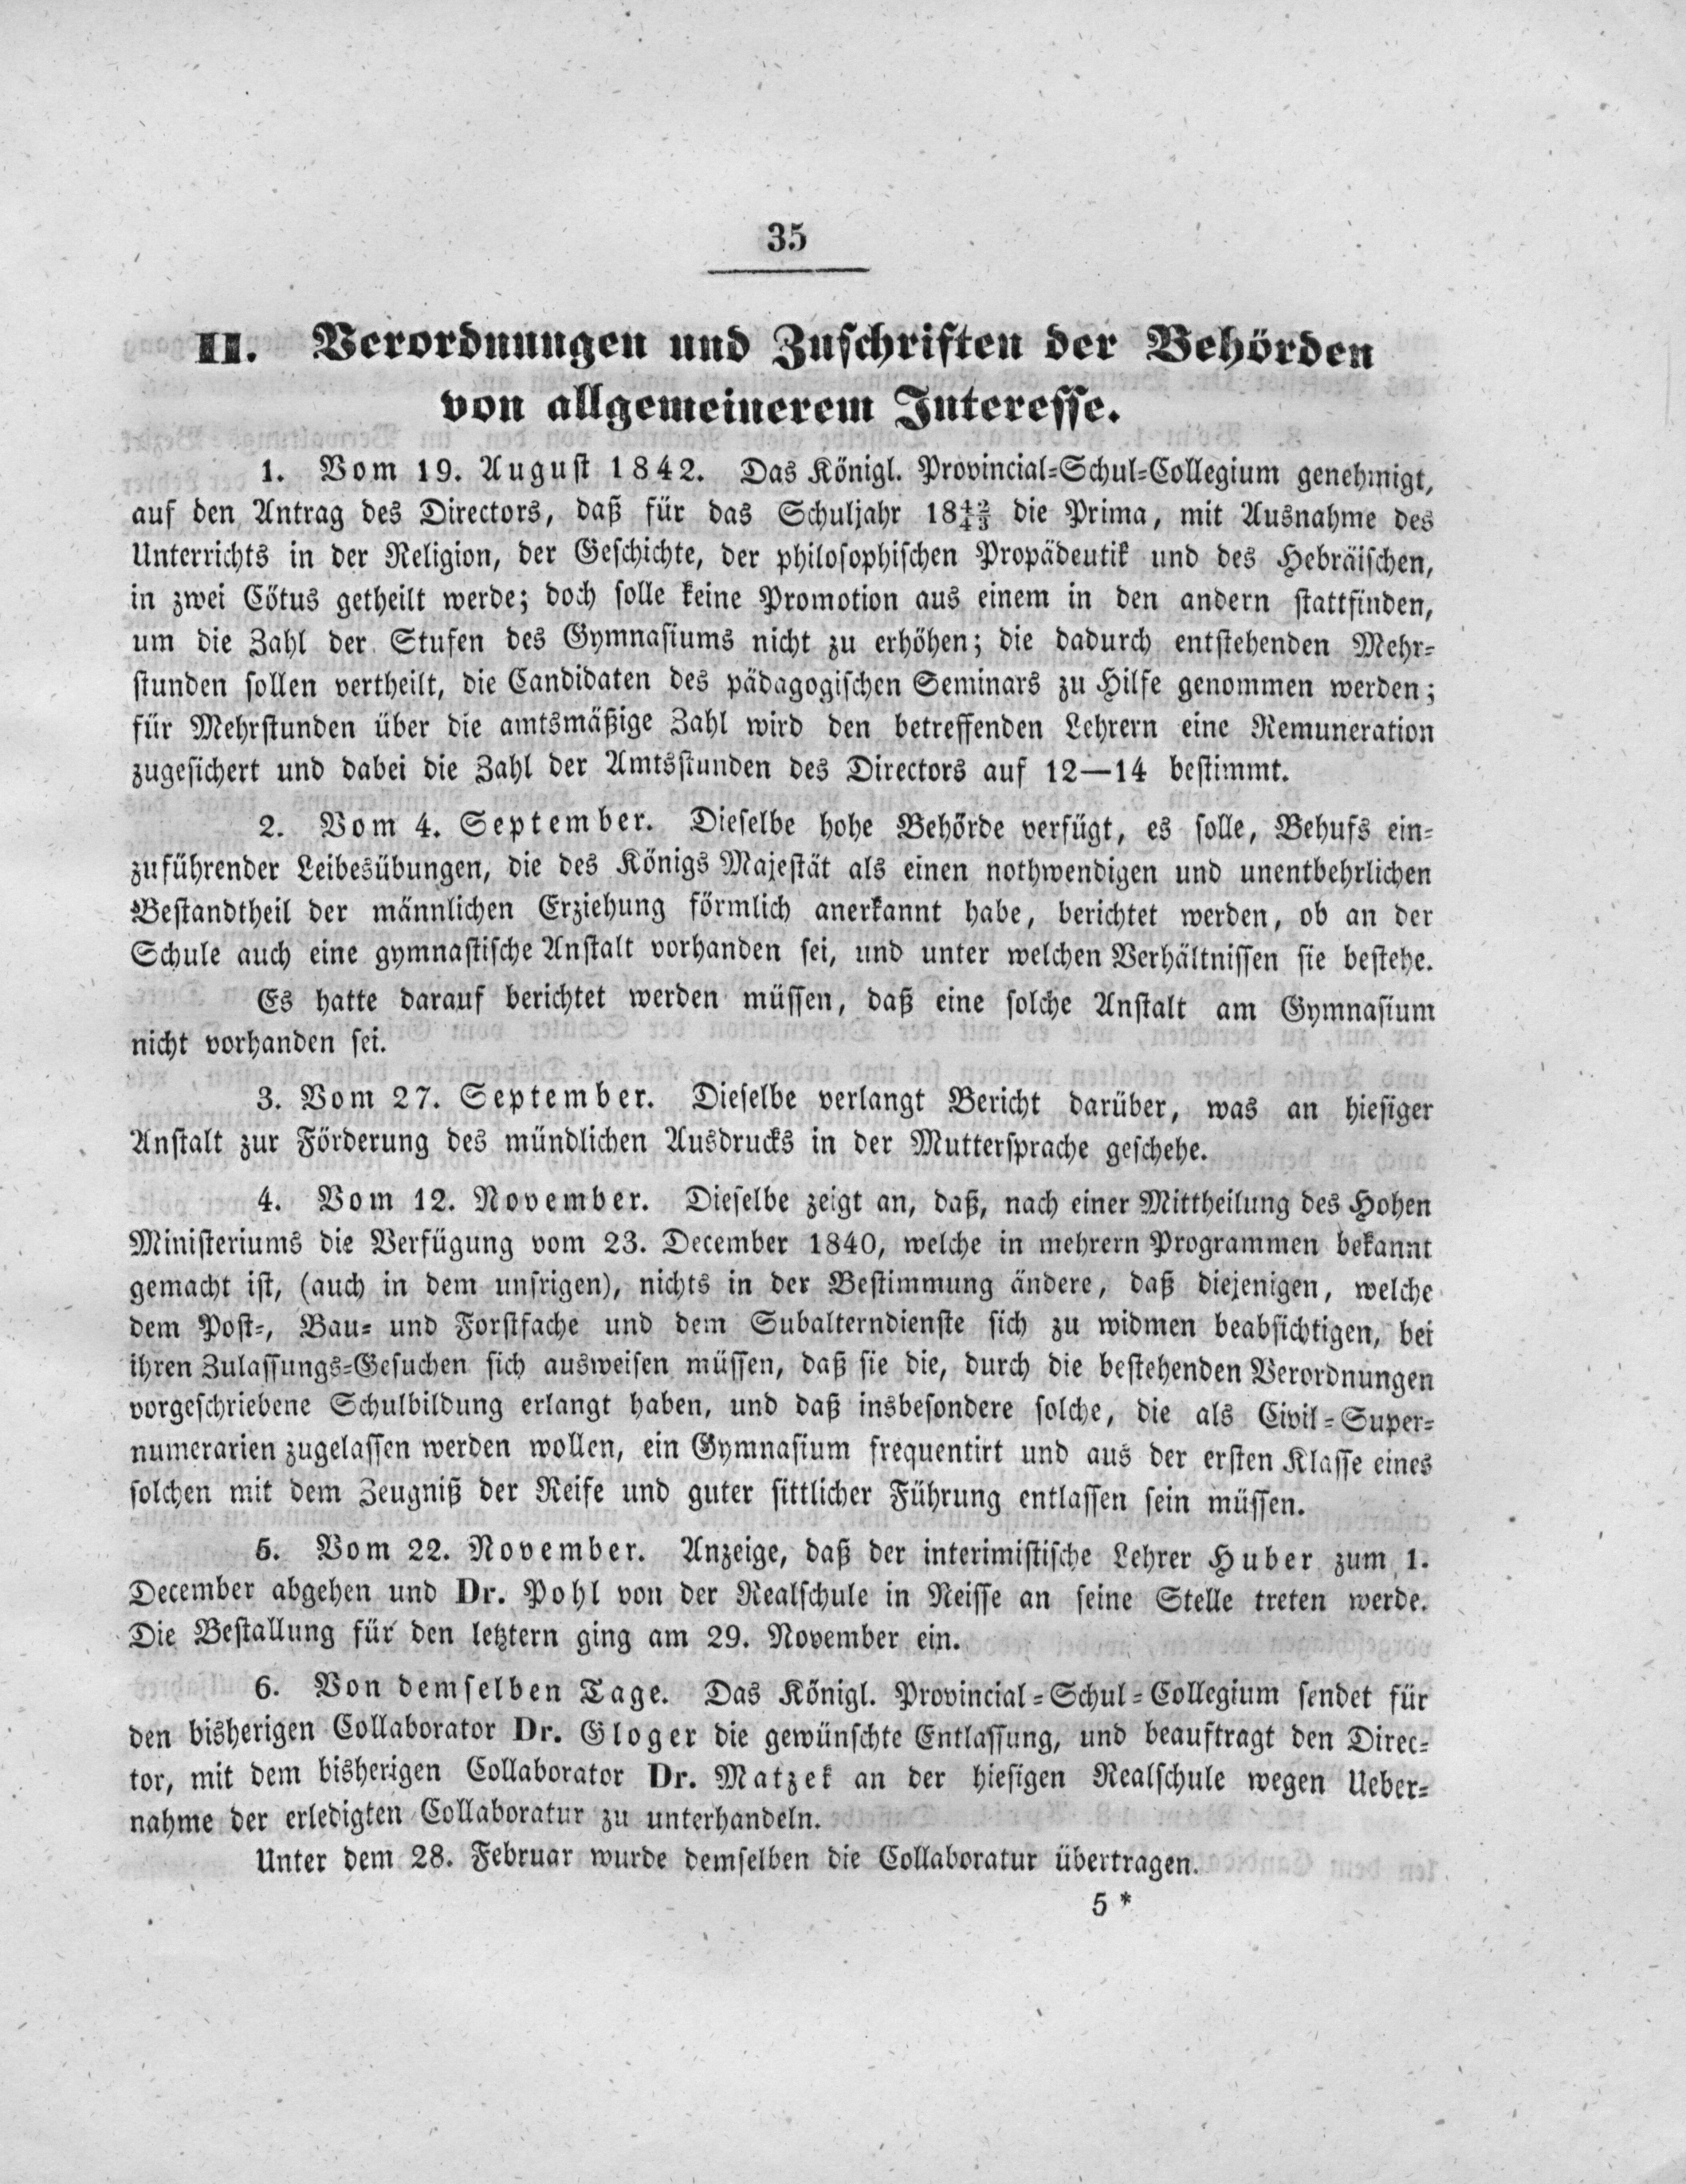 35
II. Verordnungen und Zuschriften der Behörden
von allgemeinerem Interesse.
1. Vom 19. August 1842. Das Königl. Provincial-Schul-Collegium genehmigt,
auf den Antrag des Directors, daß für das Schuljahr 18 42/43 die Prima, mit Ausnahme des
Unterrichts in der Religion, der Geschichte, der philosophischen Propädeutik und des Hebräischen,
in zwei Cötus getheilt werde; doch solle keine Promotion aus einem in den andern stattfinden,
um die Zahl der Stufen des Gymnasiums nicht zu erhöhen; die dadurch entstehenden Mehr-
stunden sollen vertheilt, die Candidaten des pädagogischen Seminars zu Hilfe genommen werden;
für Mehrstunden über die amtsmäßige Zahl wird den betreffenden Lehrern eine Remuneration
zugesichert und dabei die Zahl der Amtsstunden des Directors auf 12—14 bestimmt.
2. Vom 4. September. Dieselbe hohe Behörde verfügt, es solle, Behufs ein-
zuführender Leibesübungen, die des Königs Majestät als einen nothwendigen und unentbehrlichen
Bestandtheil der männlichen Erziehung förmlich anerkannt habe, berichtet werden, ob an der
Schule auch eine gymnastische Anstalt vorhanden sei, und unter welchen Verhältnissen sie bestehe.
Es hatte darauf berichtet werden müssen, daß eine solche Anstalt am Gymnasium
nicht vorhanden sei.
3. Vom 27. September. Dieselbe verlangt Bericht darüber, was an hiesiger
Anstalt zur Förderung des mündlichen Ausdrucks in der Muttersprache geschehe.
4. Vom 12. November. Dieselbe zeigt an, daß, nach einer Mittheilung des Hohen
Ministeriums die Verfügung vom 23. December 1840, welche in mehrern Programmen bekannt
gemacht ist, (auch in dem unsrigen), nichts in der Bestimmung ändere, daß diejenigen, welche
dem Post-, Bau- und Forstfache und dem Subalterndienste sich zu widmen beabsichtigen, bei
ihren Zulassungs-Gesuchen sich ausweisen müssen, daß sie die, durch die bestehenden Verordnungen
vorgeschriebene Schulbildung erlangt haben, und daß insbesondere solche, die als Civil-Super-
numerarien zugelassen werden wollen, ein Gymnasium frequentirt und aus der ersten Klasse eines
solchen mit dem Zeugniß der Reife und guter sittlicher Führung entlassen sein müssen.
5. Vom 22. November. Anzeige, daß der interimistische Lehrer Huber zum 1.
December abgehen und Dr. Pohl von der Realschule in Neisse an seine Stelle treten werde.
Die Bestallung für den letztern ging am 29. November ein.
6. Von demselben Tage. Das Königl. Provincial-Schul-Collegium sendet für
den bisherigen Collaborator Dr. Gloger die gewünschte Entlassung, und beauftragt den Direc-
tor, mit dem bisherigen Collaborator Dr. Matzek an der hiesigen Realschule wegen Ueber-
nahme der erledigten Collaboratur zu unterhandeln.
Unter dem 28. Februar wurde demselben die Collaboratur übertragen.
5 *